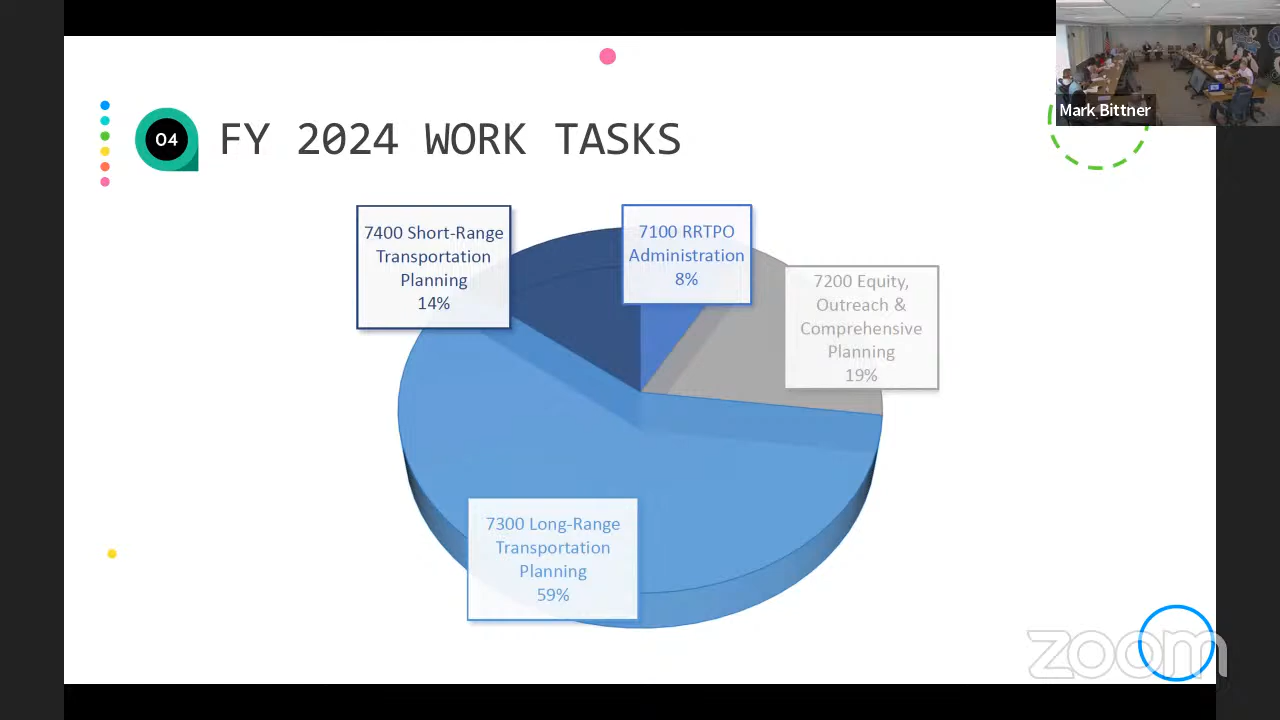 Mark Bittner
04
FY 2024 WORK TASKS
7400 Short-Range
Transportation
Planning
14%
7100 RRTPO
Administration
8%
7200 Equity,
Outreach &
Comprehensive
Planning
19%
7300 Long-Range
Transportation
Planning
59%
zoom